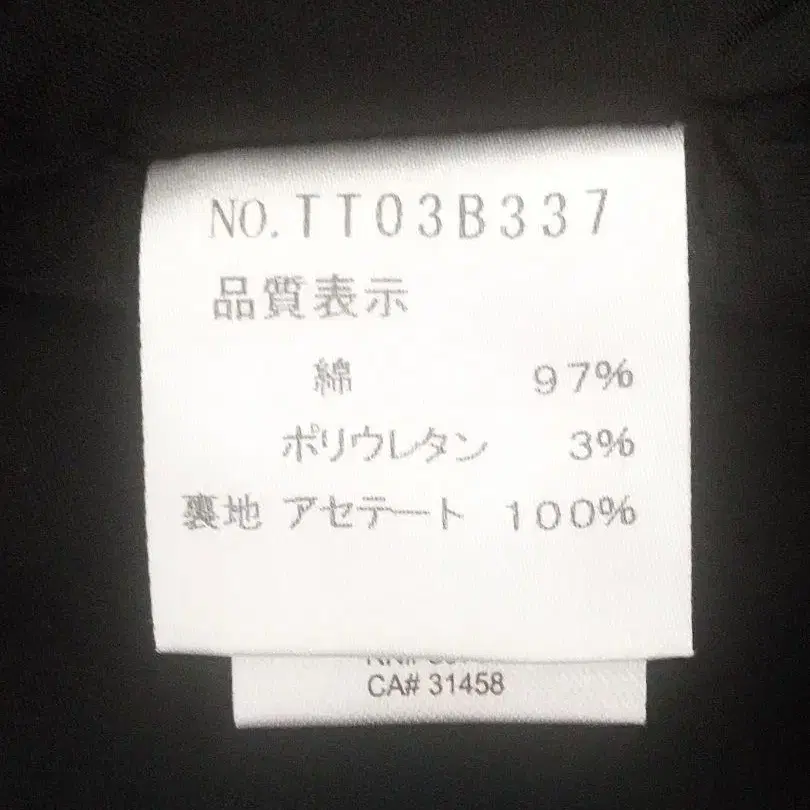 NO.TT03B337
品質表示
綿 97%
ポリウレタン 3%
裏地 アセテート 100%
CA# 31458